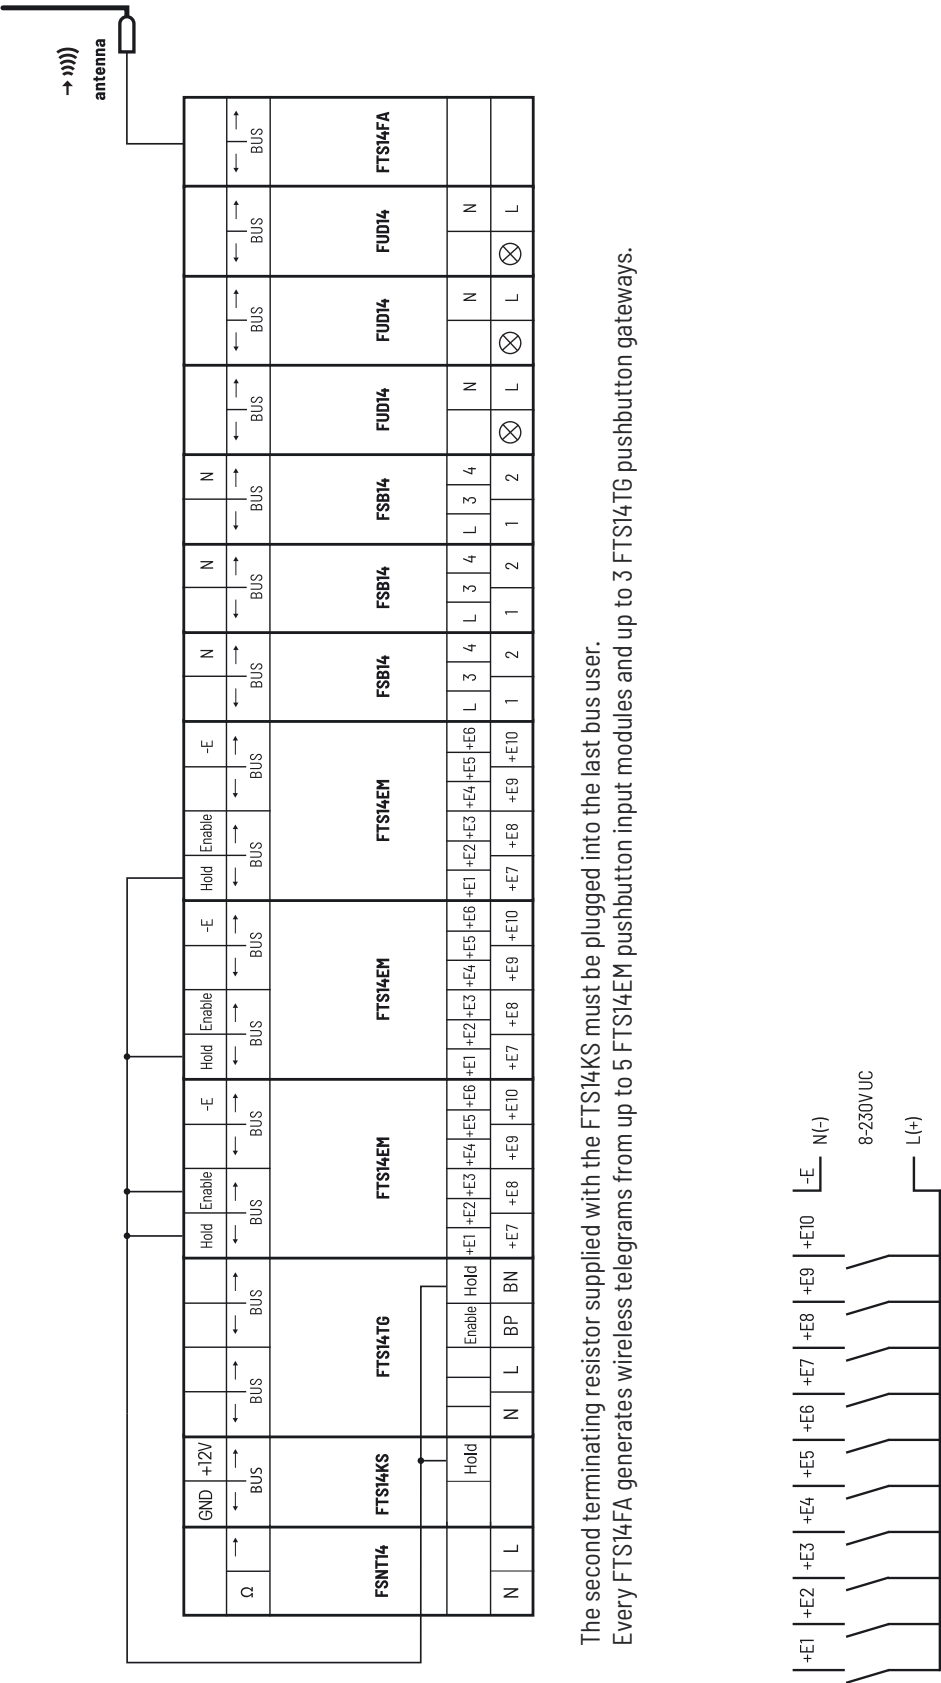 antenna
GND +12V Hold Enable -E Hold Enable -E Hold Enable -E N N N
Ω BUS BUS BUS BUS BUS BUS BUS BUS BUS BUS BUS BUS BUS BUS BUS BUS
FSNT14 FTS14KS FTS14TG FTS14EM FTS14EM FTS14EM FSB14 FSB14 FSB14 FUD14 FUD14 FUD14 FTS14FA
Hold Enable Hold +E1 +E2 +E3 +E4 +E5 +E6 +E1 +E2 +E3 +E4 +E5 +E6 +E1 +E2 +E3 +E4 +E5 +E6 L 3 4 L 3 4 L 3 4 N N N
N L N L BP BN +E7 +E8 +E9 +E10 +E7 +E8 +E9 +E10 +E7 +E8 +E9 +E10 1 2 1 2 1 2 L L L
The second terminating resistor supplied with the FTS14KS must be plugged into the last bus user.
Every FTS14FA generates wireless telegrams from up to 5 FTS14EM pushbutton input modules and up to 3 FTS14TG pushbutton gateways.
+E1 +E2 +E3 +E4 +E5 +E6 +E7 +E8 +E9 +E10 -E
N(-)
8-230V UC
L(+)